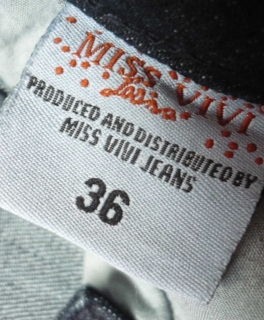 MISS VIVI
Jeans
PRODUCED AND DISTRIBUTED BY
MISS VIVI JEANS
36